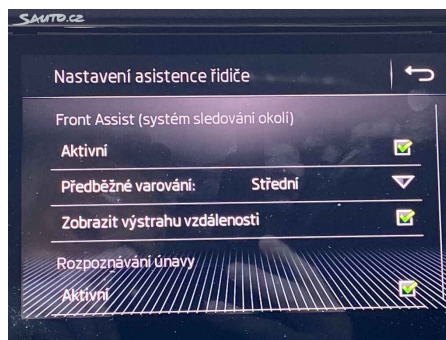 SAUTO.CZ
Nastavení asistence řidiče
Front Assist (systém sledování okolí)
Aktivní
Předběžné varování: Střední
Zobrazit výstrahu vzdálenosti
Rozpoznávání únavy
Aktivní